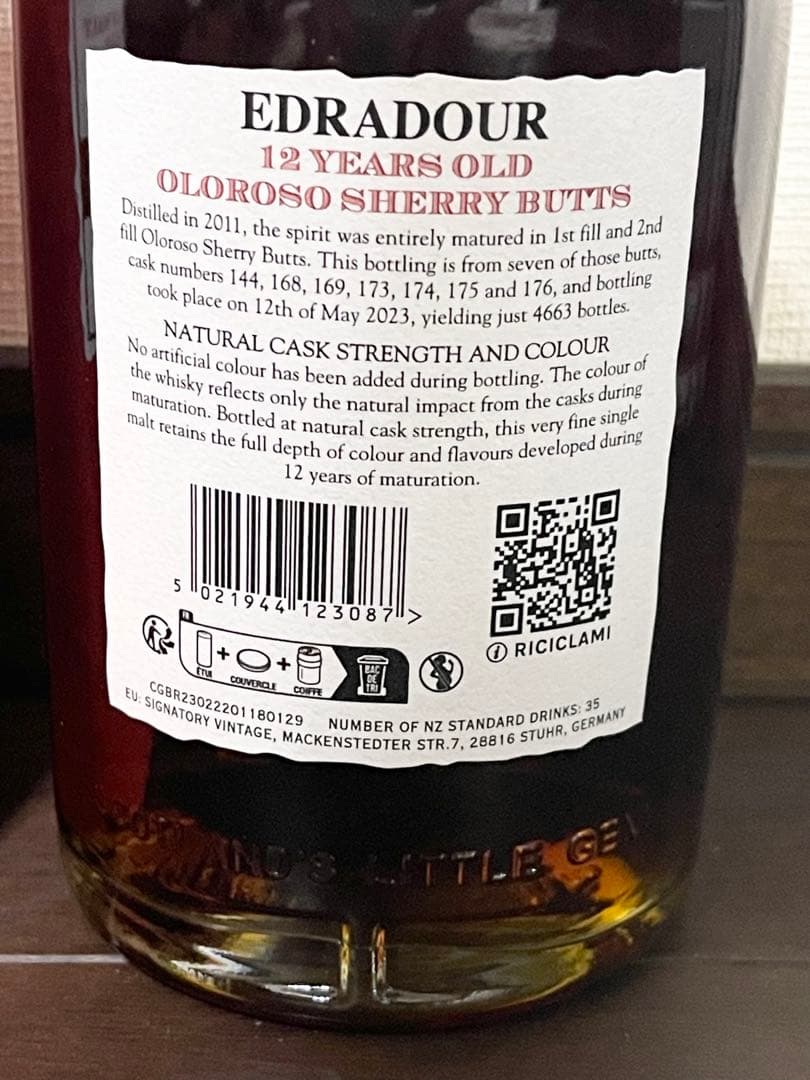 EDRADOUR
12 YEARS OLD
OLOROSO SHERRY BUTTS
Distilled in 2011, the spirit was entirely matured in 1st fill and 2nd
fill Oloroso Sherry Butts. This bottling is from seven of those butts,
cask numbers 144, 168, 169, 173, 174, 175 and 176, and bottling
took place on 12th of May 2023, yielding just 4663 bottles.
NATURAL CASK STRENGTH AND COLOUR
No artificial colour has been added during bottling. The colour of
the whisky reflects only the natural impact from the casks during
maturation. Bottled at natural cask strength, this very fine single
malt retains the full depth of colour and flavours developed during
12 years of maturation.
5 021944 123087 >
i RICICLAMI
FR
ÉTUI + COUVERCLE + COIFFE
BAC
DE
TRI
CGBR23022201180129 NUMBER OF NZ STANDARD DRINKS: 35
EU: SIGNATORY VINTAGE, MACKENSTEDTER STR.7, 28816 STUHR, GERMANY
LITTLE